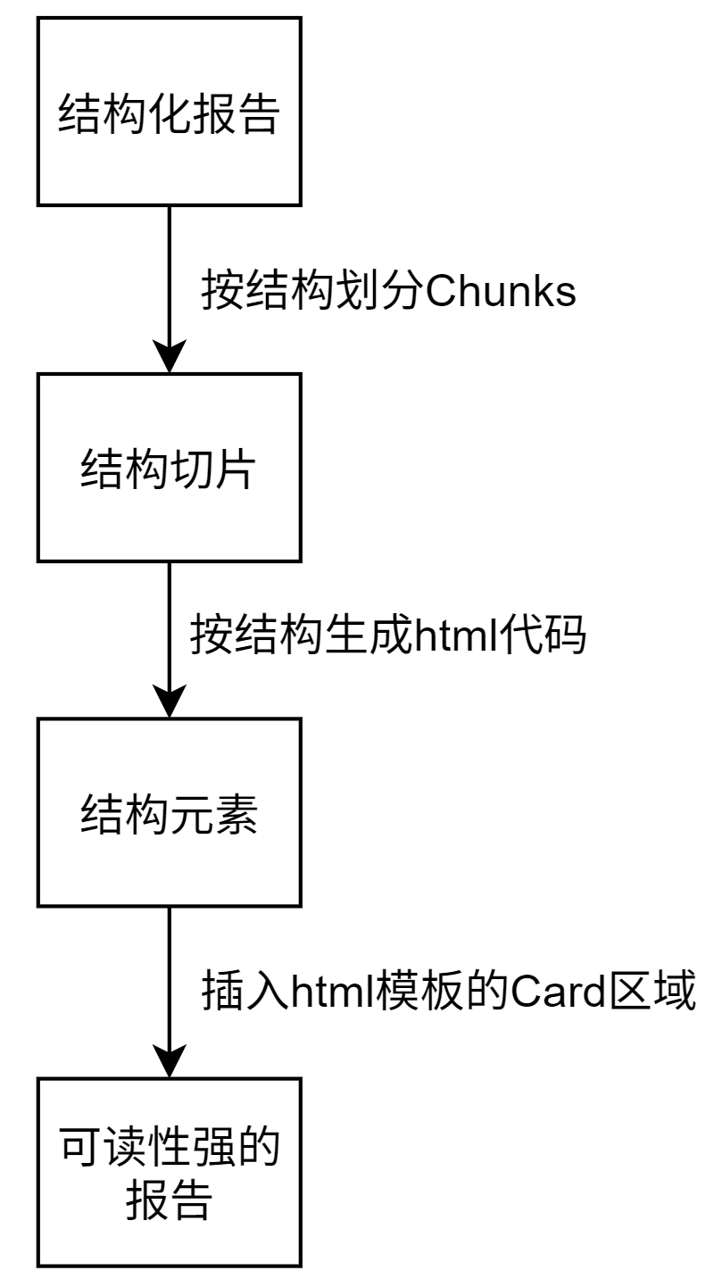 结构化报告
按结构划分Chunks
结构切片
按结构生成html代码
结构元素
插入html模板的Card区域
可读性强的
报告